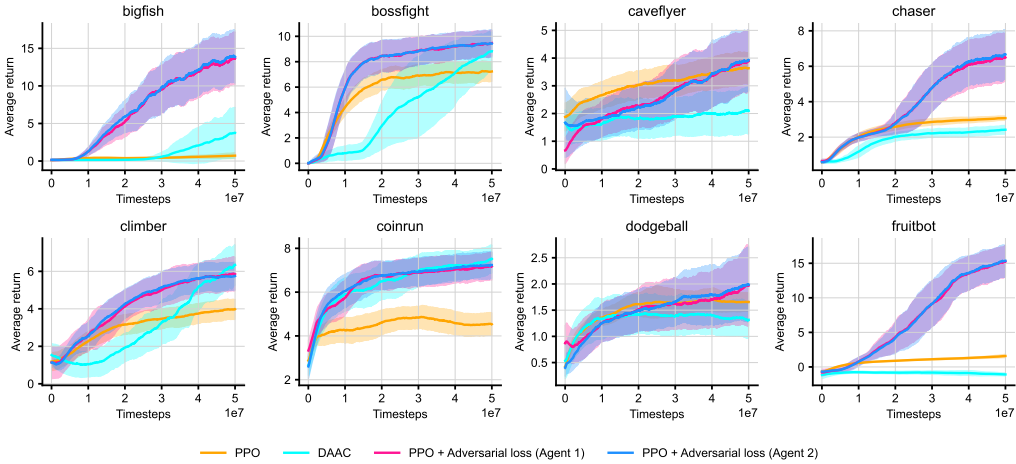 bigfish
bossfight
caveflyer
chaser
Average return
15
10
5
0
0 1 2 3 4 5
Timesteps
1e7
Average return
10
8
6
4
2
0
0 1 2 3 4 5
Timesteps
1e7
Average return
5
4
3
2
1
0
0 1 2 3 4 5
Timesteps
1e7
Average return
8
6
4
2
0 1 2 3 4 5
Timesteps
1e7
climber
coinrun
dodgeball
fruitbot
Average return
6
4
2
0
0 1 2 3 4 5
Timesteps
1e7
Average return
8
6
4
2
0 1 2 3 4 5
Timesteps
1e7
Average return
2.5
2.0
1.5
1.0
0.5
0 1 2 3 4 5
Timesteps
1e7
Average return
15
10
5
0
0 1 2 3 4 5
Timesteps
1e7
PPO
DAAC
PPO + Adversarial loss (Agent 1)
PPO + Adversarial loss (Agent 2)